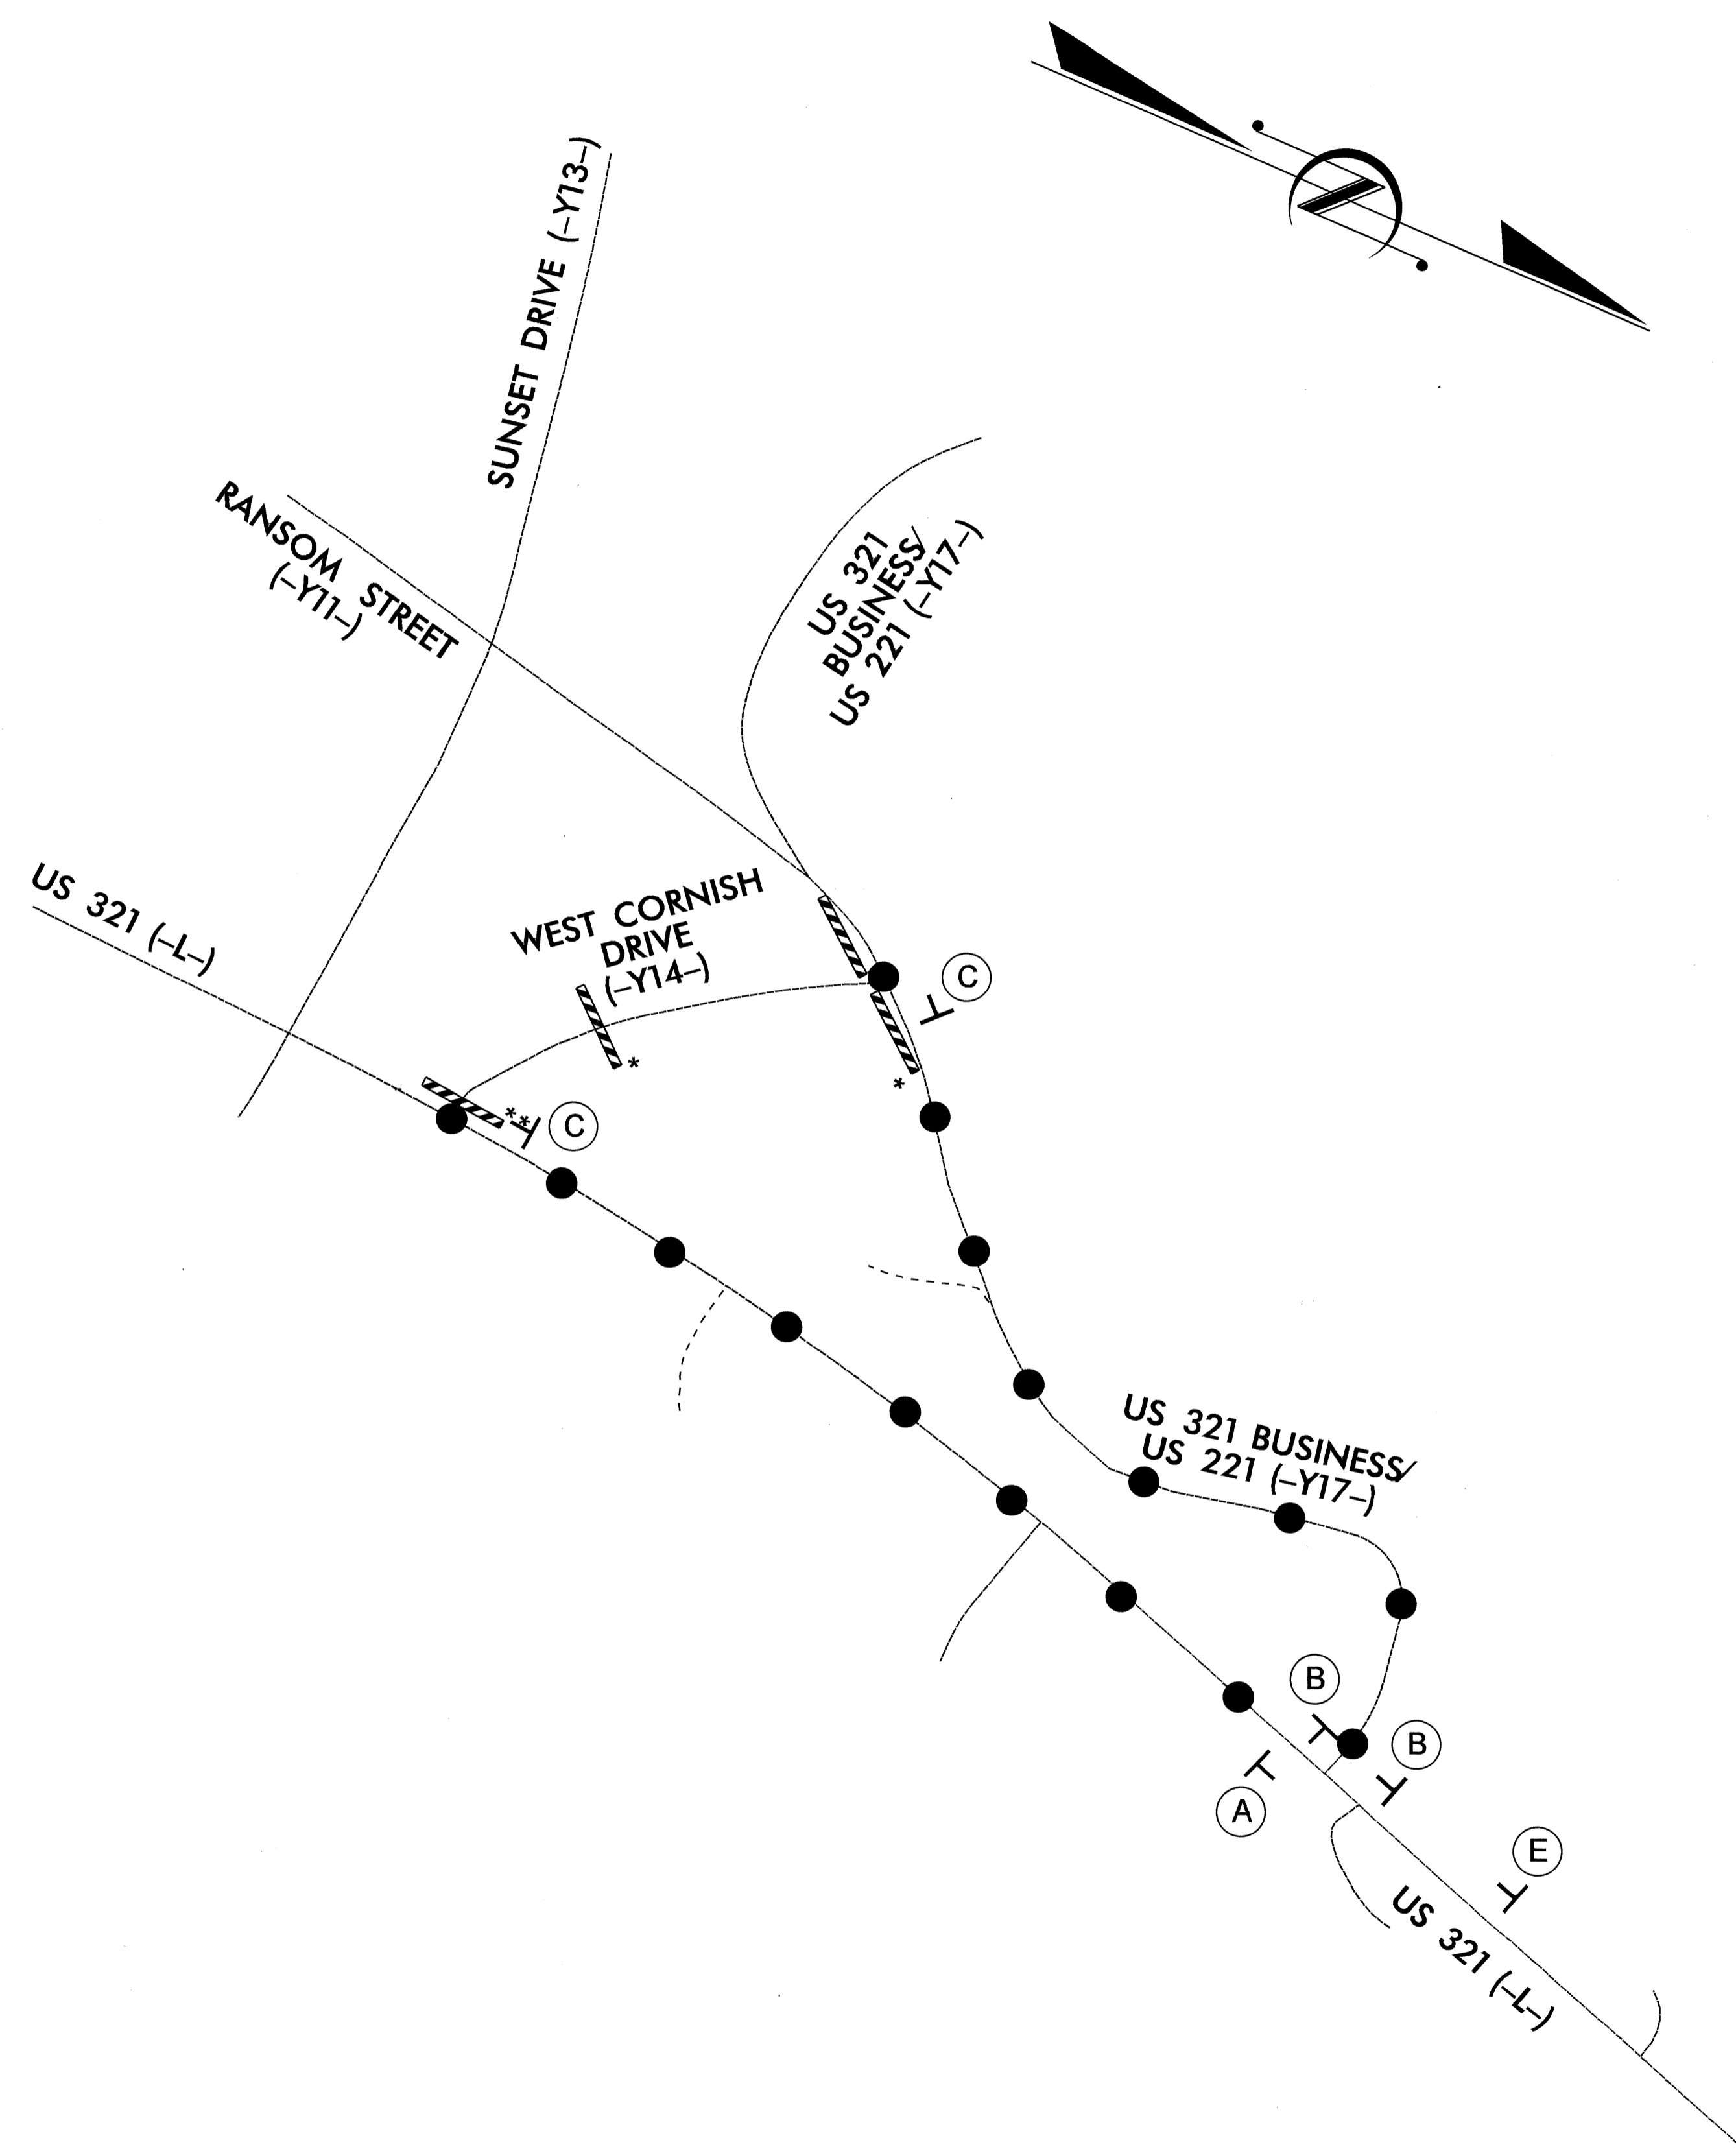 N
SUNSET DRIVE (-Y13-)
RANSOM STREET
(-Y11-)
US 321
BUSINESS/
US 221 (-Y17-)
US 321 (-L-)
WEST CORNISH
DRIVE
(-Y14-)
C
*
*
**
C
US 321 BUSINESS/
US 221 (-Y17-)
B
B
A
E
US 321 (-L-)